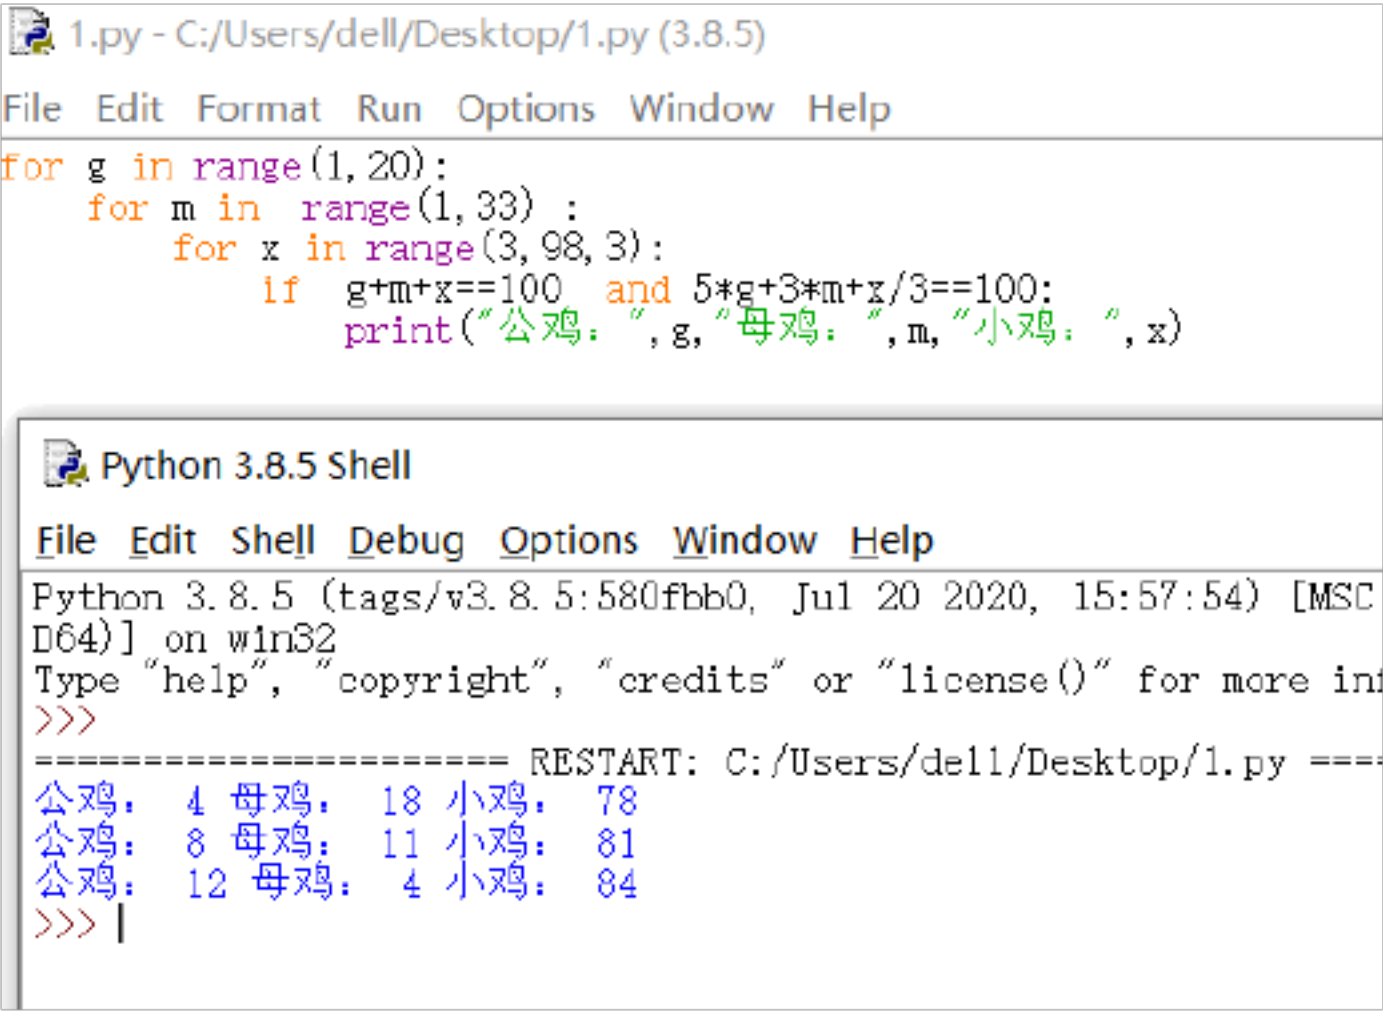 1.py - C:/Users/dell/Desktop/1.py (3.8.5)
File Edit Format Run Options Window Help
for g in range(1,20):
    for m in  range(1,33) :
        for x in range(3,98,3):
            if  g+m+x==100  and 5*g+3*m+x/3==100:
                print("公鸡：",g,"母鸡：",m,"小鸡：",x)
Python 3.8.5 Shell
File Edit Shell Debug Options Window Help
Python 3.8.5 (tags/v3.8.5:580fbb0, Jul 20 2020, 15:57:54) [MSC
D64)] on win32
Type "help", "copyright", "credits" or "license()" for more inf
>>>
====================== RESTART: C:/Users/dell/Desktop/1.py ====
公鸡： 4 母鸡： 18 小鸡： 78
公鸡： 8 母鸡： 11 小鸡： 81
公鸡： 12 母鸡： 4 小鸡： 84
>>>